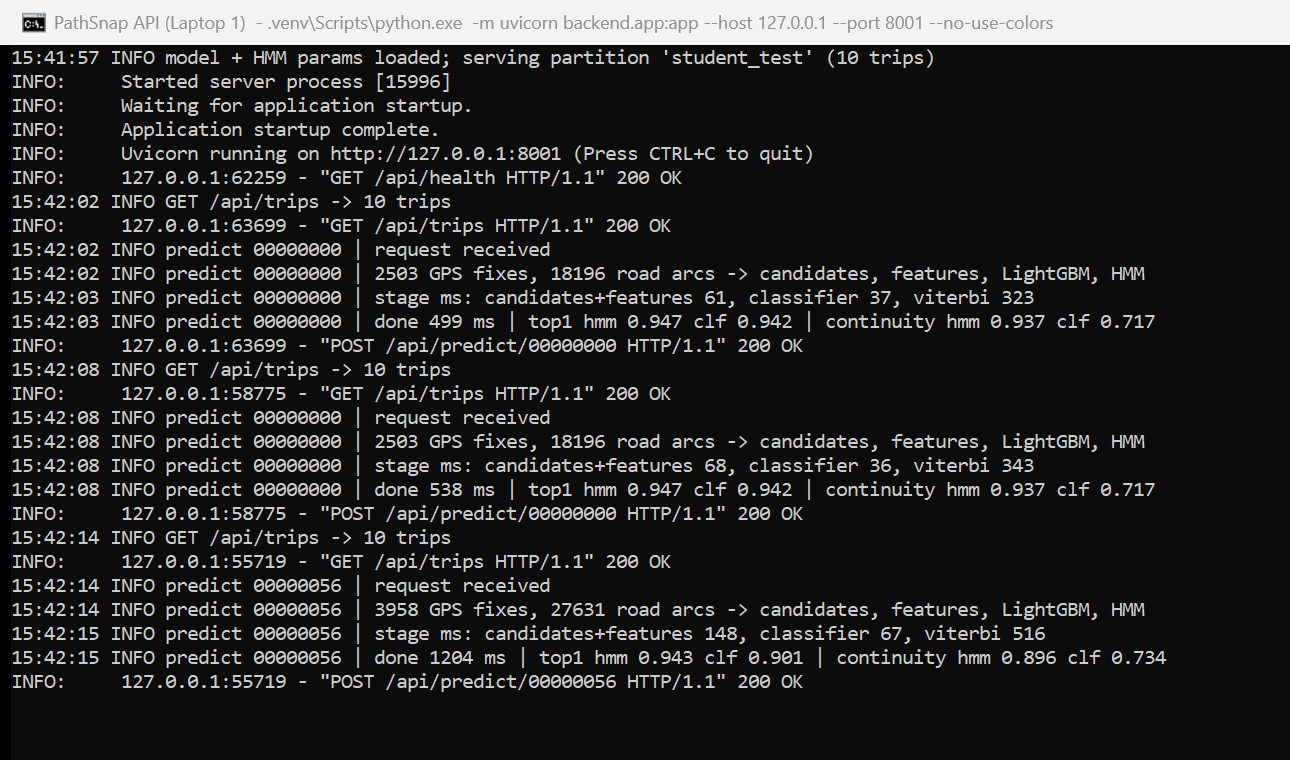 PathSnap API (Laptop 1) - .venv\Scripts\python.exe -m uvicorn backend.app:app --host 127.0.0.1 --port 8001 --no-use-colors
15:41:57 INFO model + HMM params loaded; serving partition 'student_test' (10 trips)
INFO:     Started server process [15996]
INFO:     Waiting for application startup.
INFO:     Application startup complete.
INFO:     Uvicorn running on http://127.0.0.1:8001 (Press CTRL+C to quit)
INFO:     127.0.0.1:62259 - "GET /api/health HTTP/1.1" 200 OK
15:42:02 INFO GET /api/trips -> 10 trips
INFO:     127.0.0.1:63699 - "GET /api/trips HTTP/1.1" 200 OK
15:42:02 INFO predict 00000000 | request received
15:42:02 INFO predict 00000000 | 2503 GPS fixes, 18196 road arcs -> candidates, features, LightGBM, HMM
15:42:03 INFO predict 00000000 | stage ms: candidates+features 61, classifier 37, viterbi 323
15:42:03 INFO predict 00000000 | done 499 ms | top1 hmm 0.947 clf 0.942 | continuity hmm 0.937 clf 0.717
INFO:     127.0.0.1:63699 - "POST /api/predict/00000000 HTTP/1.1" 200 OK
15:42:08 INFO GET /api/trips -> 10 trips
INFO:     127.0.0.1:58775 - "GET /api/trips HTTP/1.1" 200 OK
15:42:08 INFO predict 00000000 | request received
15:42:08 INFO predict 00000000 | 2503 GPS fixes, 18196 road arcs -> candidates, features, LightGBM, HMM
15:42:08 INFO predict 00000000 | stage ms: candidates+features 68, classifier 36, viterbi 343
15:42:08 INFO predict 00000000 | done 538 ms | top1 hmm 0.947 clf 0.942 | continuity hmm 0.937 clf 0.717
INFO:     127.0.0.1:58775 - "POST /api/predict/00000000 HTTP/1.1" 200 OK
15:42:14 INFO GET /api/trips -> 10 trips
INFO:     127.0.0.1:55719 - "GET /api/trips HTTP/1.1" 200 OK
15:42:14 INFO predict 00000056 | request received
15:42:14 INFO predict 00000056 | 3958 GPS fixes, 27631 road arcs -> candidates, features, LightGBM, HMM
15:42:15 INFO predict 00000056 | stage ms: candidates+features 148, classifier 67, viterbi 516
15:42:15 INFO predict 00000056 | done 1204 ms | top1 hmm 0.943 clf 0.901 | continuity hmm 0.896 clf 0.734
INFO:     127.0.0.1:55719 - "POST /api/predict/00000056 HTTP/1.1" 200 OK